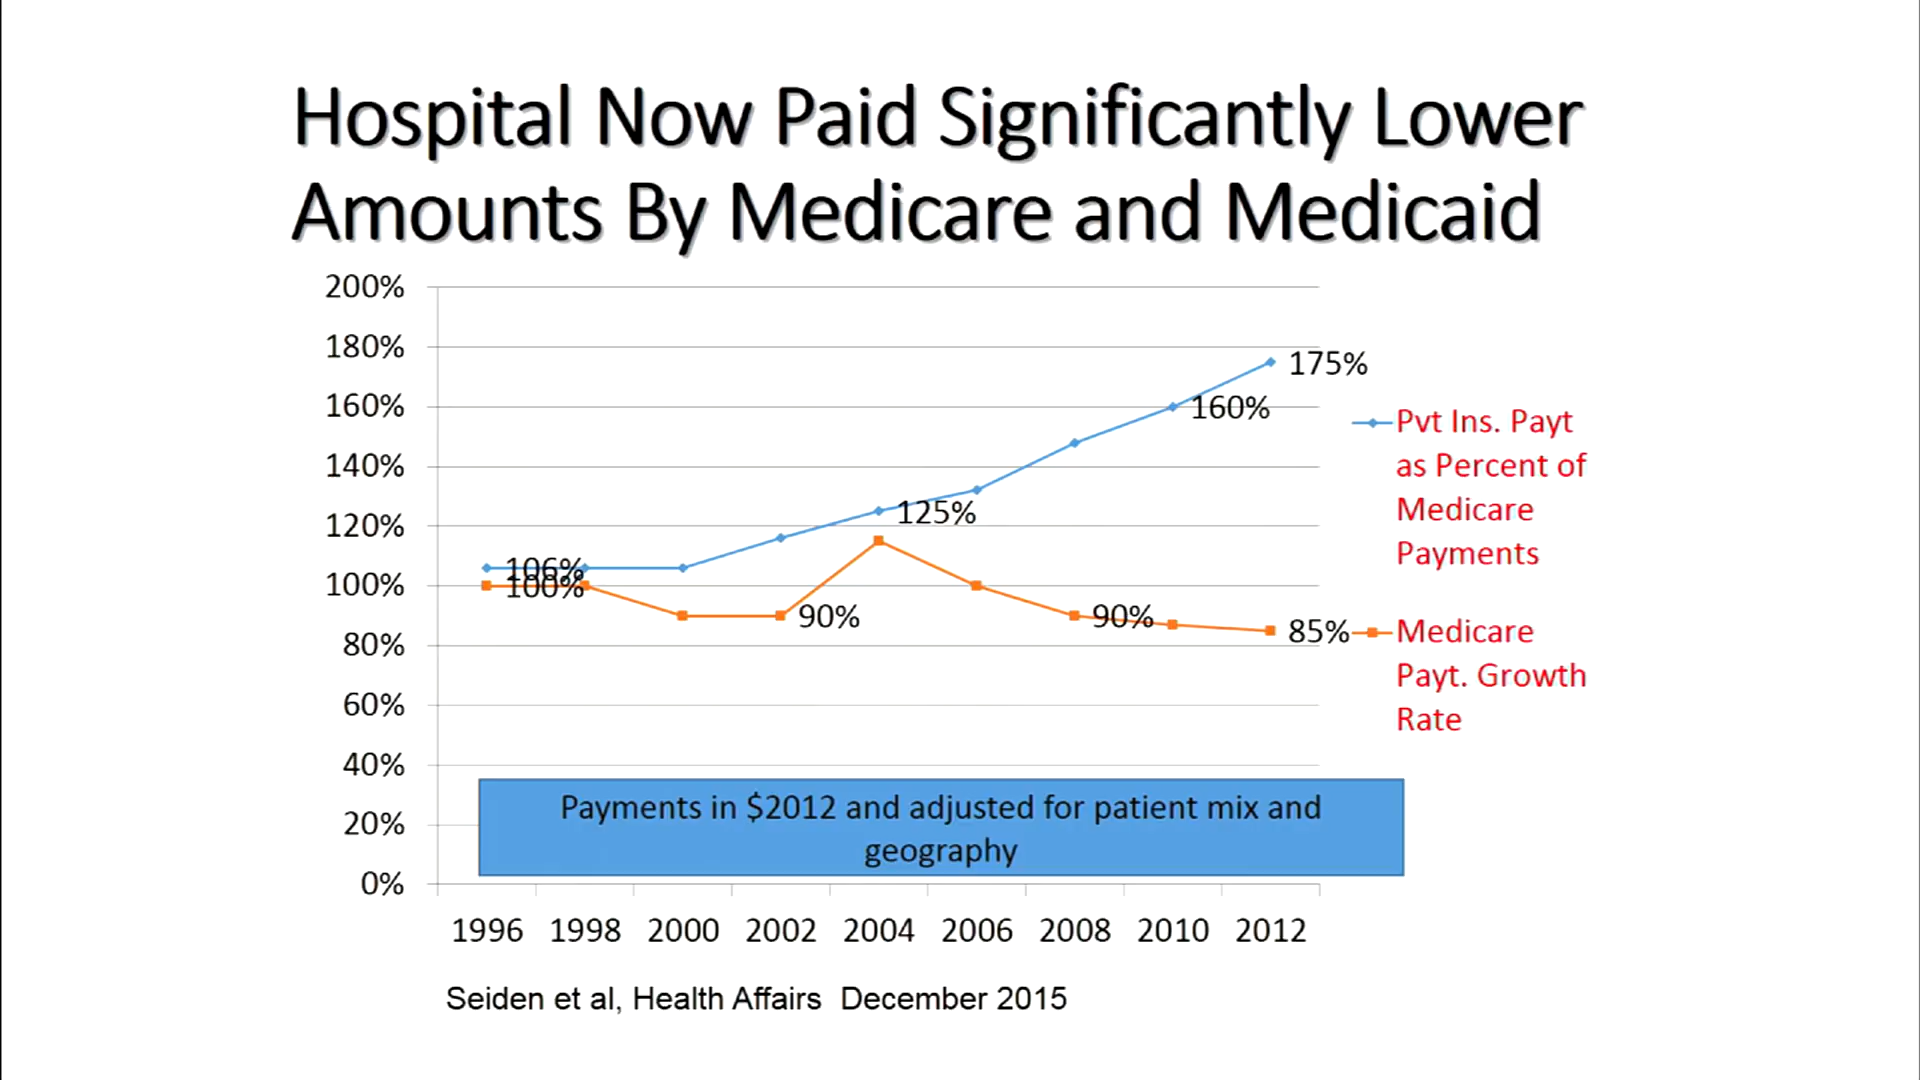 Hospital Now Paid Significantly Lower
Amounts By Medicare and Medicaid
200%
180%
160%
140%
120%
100%
80%
60%
40%
20%
0%
175%
160%
125%
106%
100%
90%
90%
85%
Pvt Ins. Payt
as Percent of
Medicare
Payments
Medicare
Payt. Growth
Rate
Payments in $2012 and adjusted for patient mix and
geography
1996 1998 2000 2002 2004 2006 2008 2010 2012
Seiden et al, Health Affairs December 2015